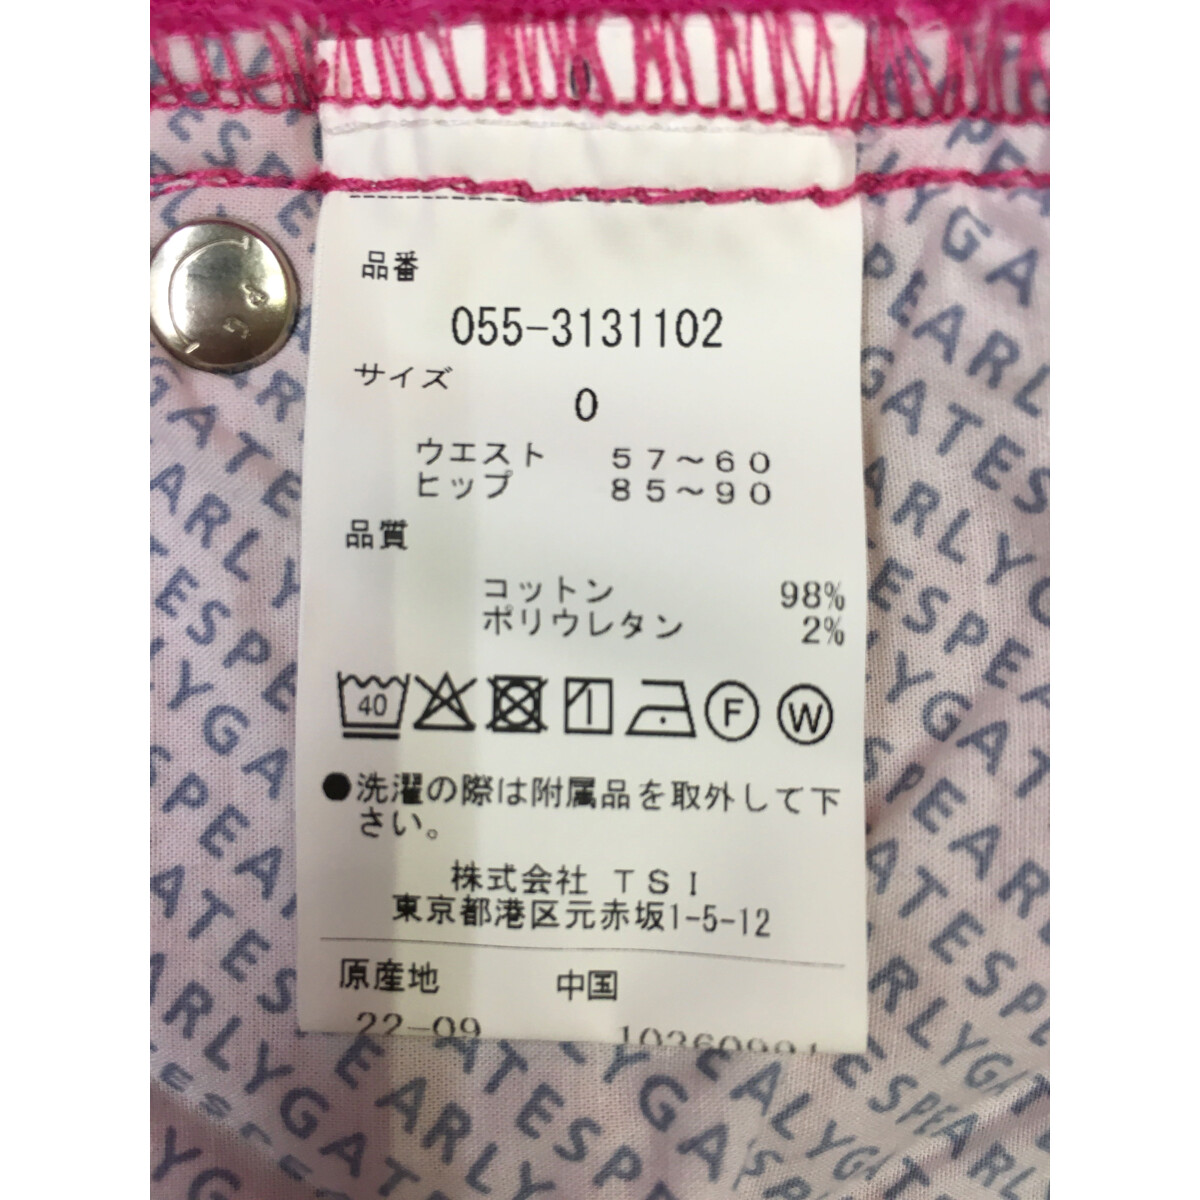 品番
055-3131102
サイズ
0
ウエスト 57～60
ヒップ 85～90
品質
コットン 98%
ポリウレタン 2%
40
F
W
●洗濯の際は附属品を取外して下
さい。
株式会社 TSI
東京都港区元赤坂1-5-12
原産地 中国
22-09
PEARLY
GATES
PEARLYGATES